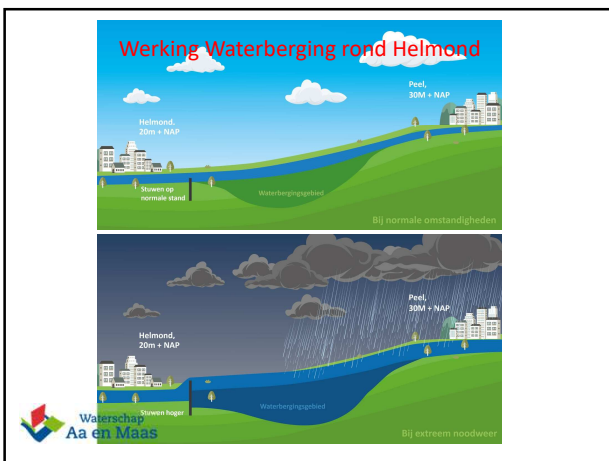 Werking Waterberging rond Helmond
Peel,
30M + NAP
Helmond.
20m + NAP
Stuwen op
normale stand
Waterbergingsgebied
Bij normale omstandigheden
Peel,
30M + NAP
Helmond,
20m + NAP
Stuwen hoger
Waterbergingsgebied
Bij extreem noodweer
Waterschap
Aa en Maas